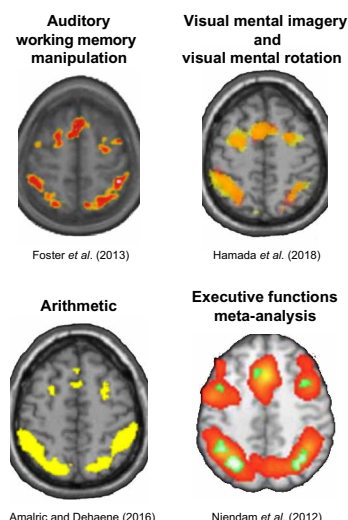 Auditory
working memory
manipulation
Visual mental imagery
and
visual mental rotation
Foster et al. (2013)
Hamada et al. (2018)
Arithmetic
Executive functions
meta-analysis
Amalric and Dehaene (2016)
Niendam et al. (2012)